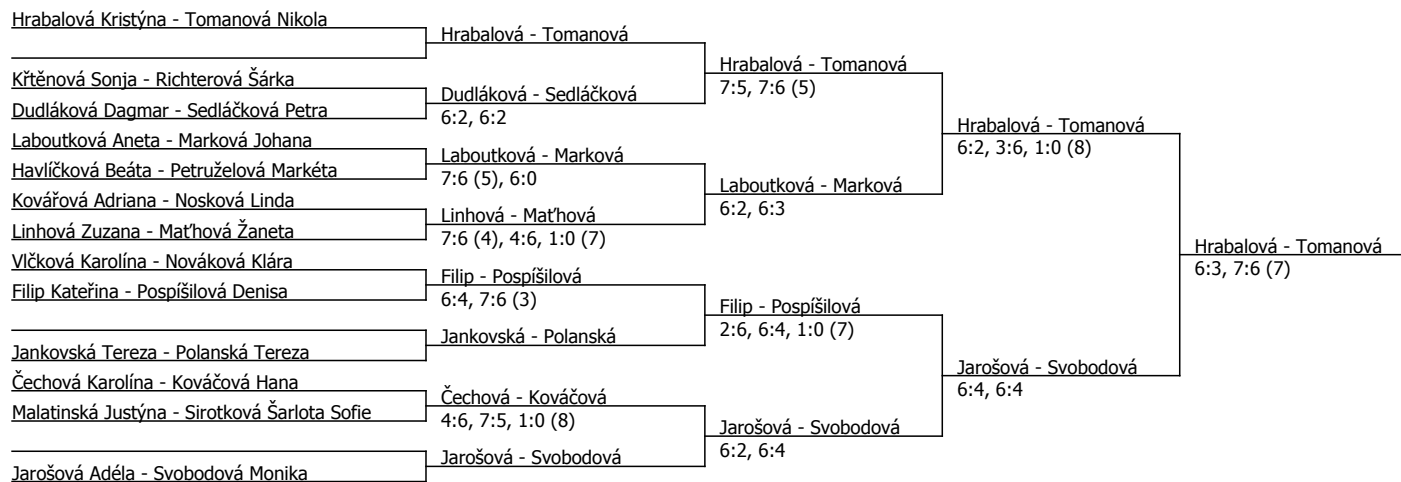 Hrabalová Kristýna - Tomanová Nikola
Křtěnová Sonja - Richterová Šárka
Dudláková Dagmar - Sedláčková Petra
Laboutková Aneta - Marková Johana
Havlíčková Beáta - Petruželová Markéta
Kovářová Adriana - Nosková Linda
Linhová Zuzana - Maťhová Žaneta
Vlčková Karolína - Nováková Klára
Filip Kateřina - Pospíšilová Denisa
Jankovská Tereza - Polanská Tereza
Čechová Karolína - Kováčová Hana
Malatinská Justýna - Sirotková Šarlota Sofie
Jarošová Adéla - Svobodová Monika
Hrabalová - Tomanová
Dudláková - Sedláčková
6:2, 6:2
Laboutková - Marková
7:6 (5), 6:0
Linhová - Maťhová
7:6 (4), 4:6, 1:0 (7)
Filip - Pospíšilová
6:4, 7:6 (3)
Jankovská - Polanská
Čechová - Kováčová
4:6, 7:5, 1:0 (8)
Jarošová - Svobodová
Hrabalová - Tomanová
7:5, 7:6 (5)
Laboutková - Marková
6:2, 6:3
Filip - Pospíšilová
2:6, 6:4, 1:0 (7)
Jarošová - Svobodová
6:2, 6:4
Hrabalová - Tomanová
6:2, 3:6, 1:0 (8)
Jarošová - Svobodová
6:4, 6:4
Hrabalová - Tomanová
6:3, 7:6 (7)